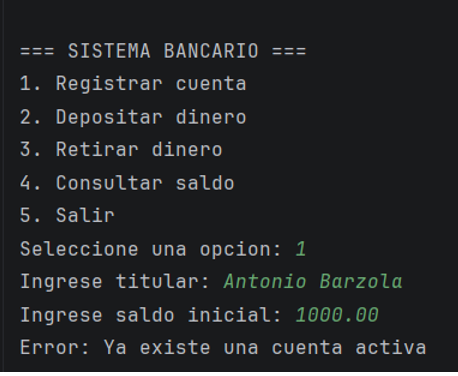 === SISTEMA BANCARIO ===
1. Registrar cuenta
2. Depositar dinero
3. Retirar dinero
4. Consultar saldo
5. Salir
Seleccione una opcion: 1
Ingrese titular: Antonio Barzola
Ingrese saldo inicial: 1000.00
Error: Ya existe una cuenta activa